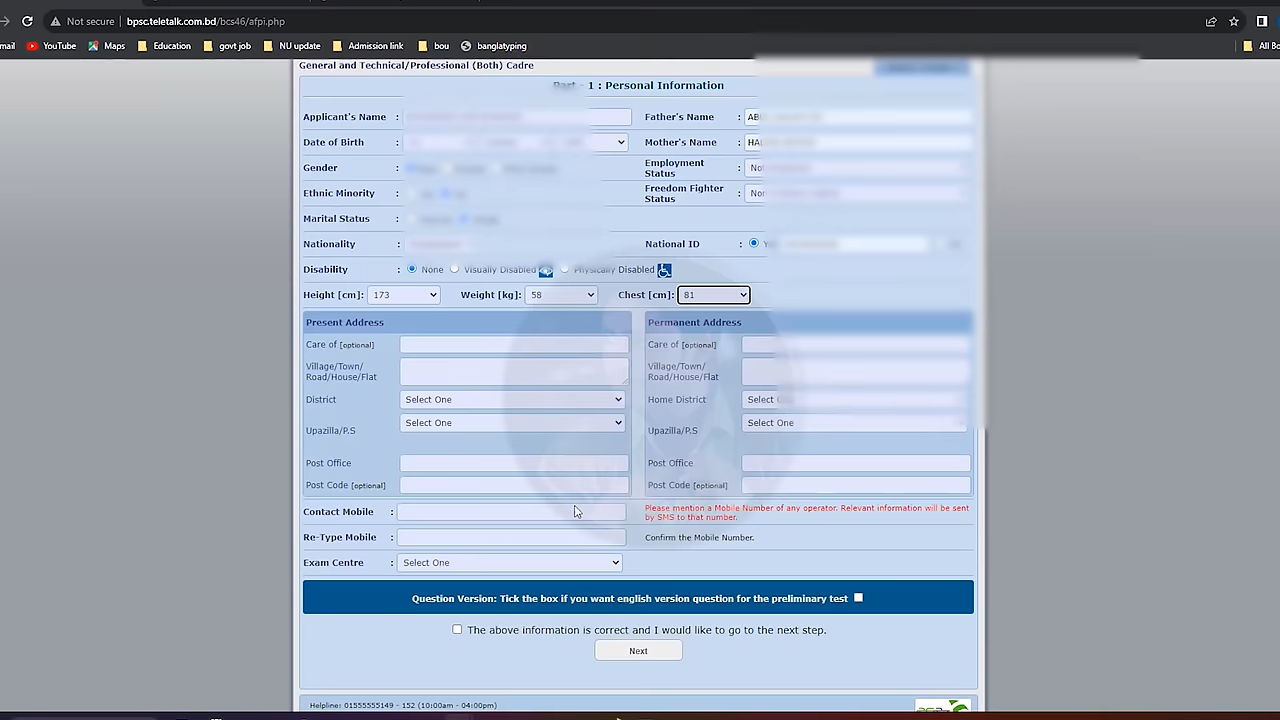 Not secure bpsc.teletalk.com.bd/bcs46/afpi.php
mail YouTube Maps Education govt job NU update Admission link bou banglatyping All Bo
General and Technical/Professional (Both) Cadre
Part - 1 : Personal Information
Applicant's Name : Father's Name :
Date of Birth : Mother's Name :
Gender : Employment Status :
Ethnic Minority : Freedom Fighter Status :
Marital Status :
Nationality : National ID :
Disability : None Visually Disabled Physically Disabled
Height [cm]: 173 Weight [kg]: 58 Chest [cm]: 81
Present Address Permanent Address
Care of [optional] Care of [optional]
Village/Town/ Village/Town/
Road/House/Flat Road/House/Flat
District Select One Home District Select
Upazilla/P.S Select One Upazilla/P.S Select One
Post Office Post Office
Post Code [optional] Post Code [optional]
Contact Mobile : Please mention a Mobile Number of any operator. Relevant information will be sent
by SMS to that number.
Re-Type Mobile : Confirm the Mobile Number.
Exam Centre : Select One
Question Version: Tick the box if you want english version question for the preliminary test
The above information is correct and I would like to go to the next step.
Next
Helpline: 01555555149 - 152 (10:00am - 04:00pm)